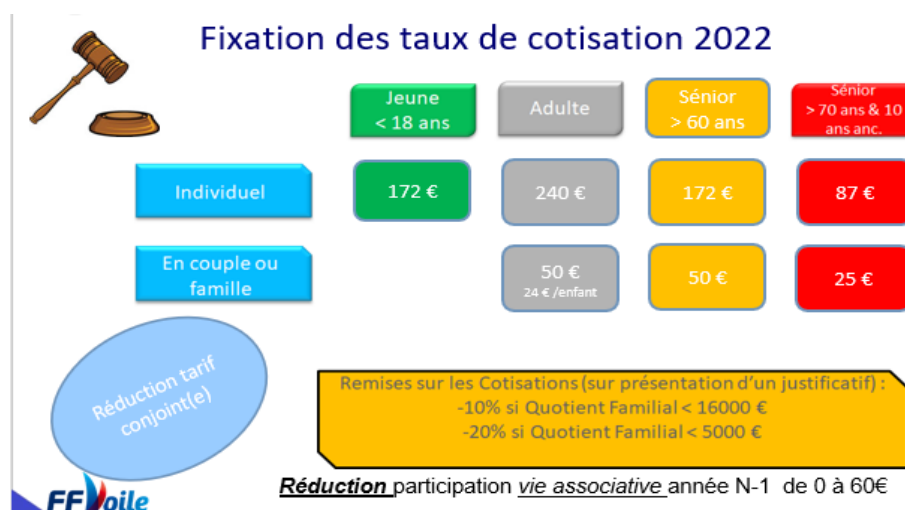 Fixation des taux de cotisation 2022
Jeune
< 18 ans
Adulte
Sénior
> 60 ans
Sénior
> 70 ans & 10
ans anc.
Individuel
172 €
240 €
172 €
87 €
En couple ou
famille
50 €
24 € /enfant
50 €
25 €
Réduction tarif
conjoint(e)
Remises sur les Cotisations (sur présentation d'un justificatif) :
-10% si Quotient Familial < 16000 €
-20% si Quotient Familial < 5000 €
Réduction participation vie associative année N-1 de 0 à 60€
FFVoile